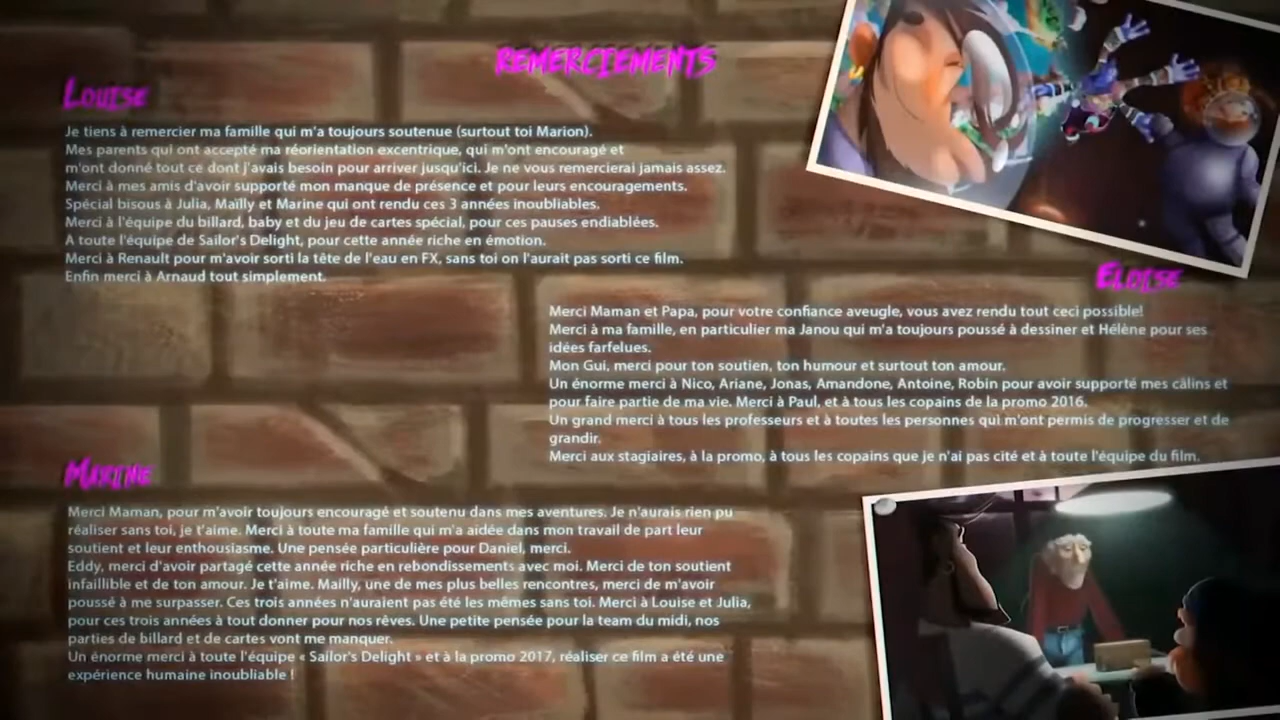 REMERCIEMENTS
Louise
Je tiens à remercier ma famille qui m'a toujours soutenue (surtout toi Marion).
Mes parents qui ont accepté ma réorientation excentrique, qui m'ont encouragé et
m'ont donné tout ce dont j'avais besoin pour arriver jusqu'ici. Je ne vous remercierai jamais assez.
Merci à mes amis d'avoir supporté mon manque de présence et pour leurs encouragements.
Spécial bisous à Julia, Maïlly et Marine qui ont rendu ces 3 années inoubliables.
Merci à l'équipe du billard, baby et du jeu de cartes spécial, pour ces pauses endiablées.
A toute l'équipe de Sailor's Delight, pour cette année riche en émotion.
Merci à Renault pour m'avoir sorti la tête de l'eau en FX, sans toi on l'aurait pas sorti ce film.
Enfin merci à Arnaud tout simplement.
Eloise
Merci Maman et Papa, pour votre confiance aveugle, vous avez rendu tout ceci possible!
Merci à ma famille, en particulier ma Janou qui m'a toujours poussé à dessiner et Hélène pour ses
idées farfelues.
Mon Gui, merci pour ton soutien, ton humour et surtout ton amour.
Un énorme merci à Nico, Ariane, Jonas, Amandone, Antoine, Robin pour avoir supporté mes câlins et
pour faire partie de ma vie. Merci à Paul, et à tous les copains de la promo 2016.
Un grand merci à tous les professeurs et à toutes les personnes qui m'ont permis de progresser et de
grandir.
Merci aux stagiaires, à la promo, à tous les copains que je n'ai pas cité et à toute l'équipe du film.
Marine
Merci Maman, pour m'avoir toujours encouragé et soutenu dans mes aventures. Je n'aurais rien pu
réaliser sans toi, je t'aime. Merci à toute ma famille qui m'a aidée dans mon travail de part leur
soutient et leur enthousiasme. Une pensée particulière pour Daniel, merci.
Eddy, merci d'avoir partagé cette année riche en rebondissements avec moi. Merci de ton soutient
infaillible et de ton amour. Je t'aime. Mailly, une de mes plus belles rencontres, merci de m'avoir
poussé à me surpasser. Ces trois années n'auraient pas été les mêmes sans toi. Merci à Louise et Julia,
pour ces trois années à tout donner pour nos rêves. Une petite pensée pour la team du midi, nos
parties de billard et de cartes vont me manquer.
Un énorme merci à toute l'équipe « Sailor's Delight » et à la promo 2017, réaliser ce film a été une
expérience humaine inoubliable !